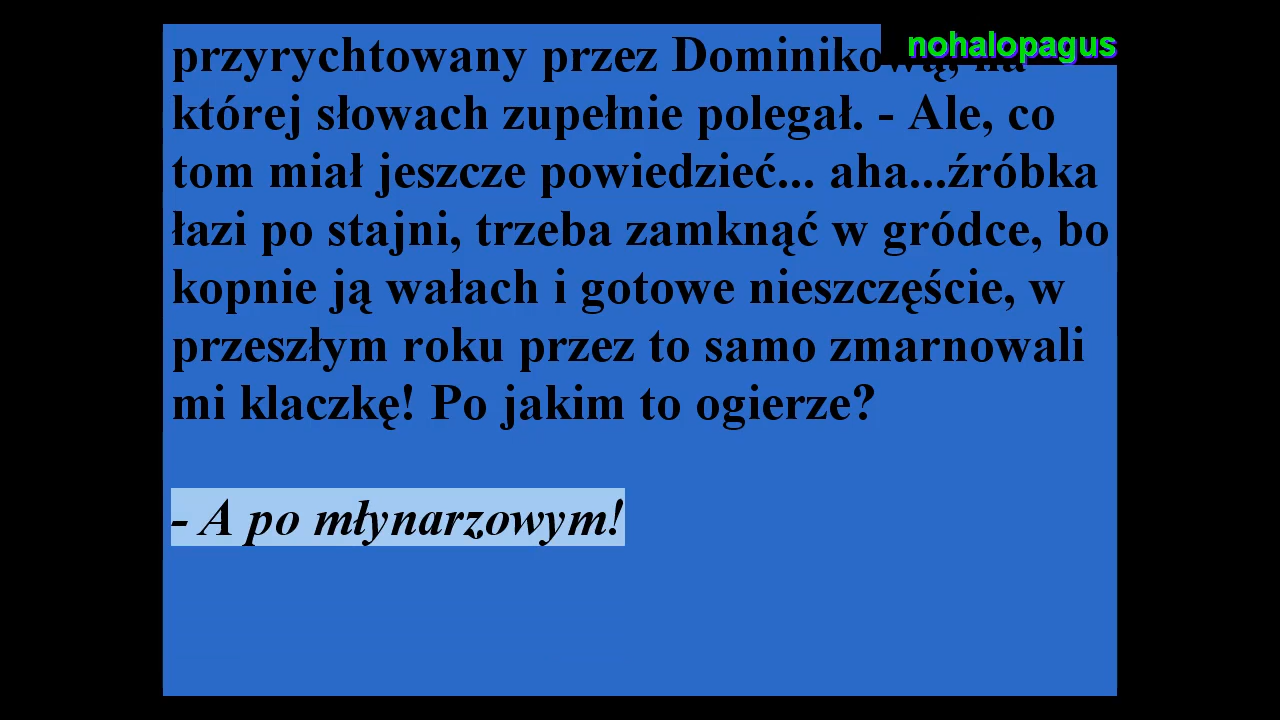 nohalopagus
przyrychtowany przez Dominikową, na
której słowach zupełnie polegał. - Ale, co
tom miał jeszcze powiedzieć... aha...źróbka
łazi po stajni, trzeba zamknąć w gródce, bo
kopnie ją wałach i gotowe nieszczęście, w
przeszłym roku przez to samo zmarnowali
mi klaczkę! Po jakim to ogierze?
- A po młynarzowym!